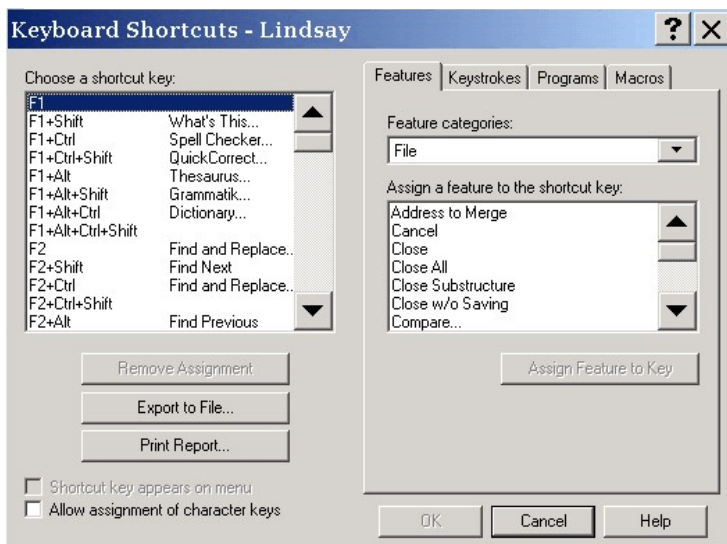 Keyboard Shortcuts - Lindsay
Choose a shortcut key:
F1
F1+Shift What's This...
F1+Ctrl Spell Checker...
F1+Ctrl+Shift QuickCorrect...
F1+Alt Thesaurus...
F1+Alt+Shift Grammatik...
F1+Alt+Ctrl Dictionary...
F1+Alt+Ctrl+Shift
F2 Find and Replace..
F2+Shift Find Next
F2+Ctrl Find and Replace..
F2+Ctrl+Shift
F2+Alt Find Previous
Remove Assignment
Export to File...
Print Report...
Shortcut key appears on menu
Allow assignment of character keys
Features Keystrokes Programs Macros
Feature categories:
File
Assign a feature to the shortcut key:
Address to Merge
Cancel
Close
Close All
Close Substructure
Close w/o Saving
Compare...
Assign Feature to Key
OK Cancel Help